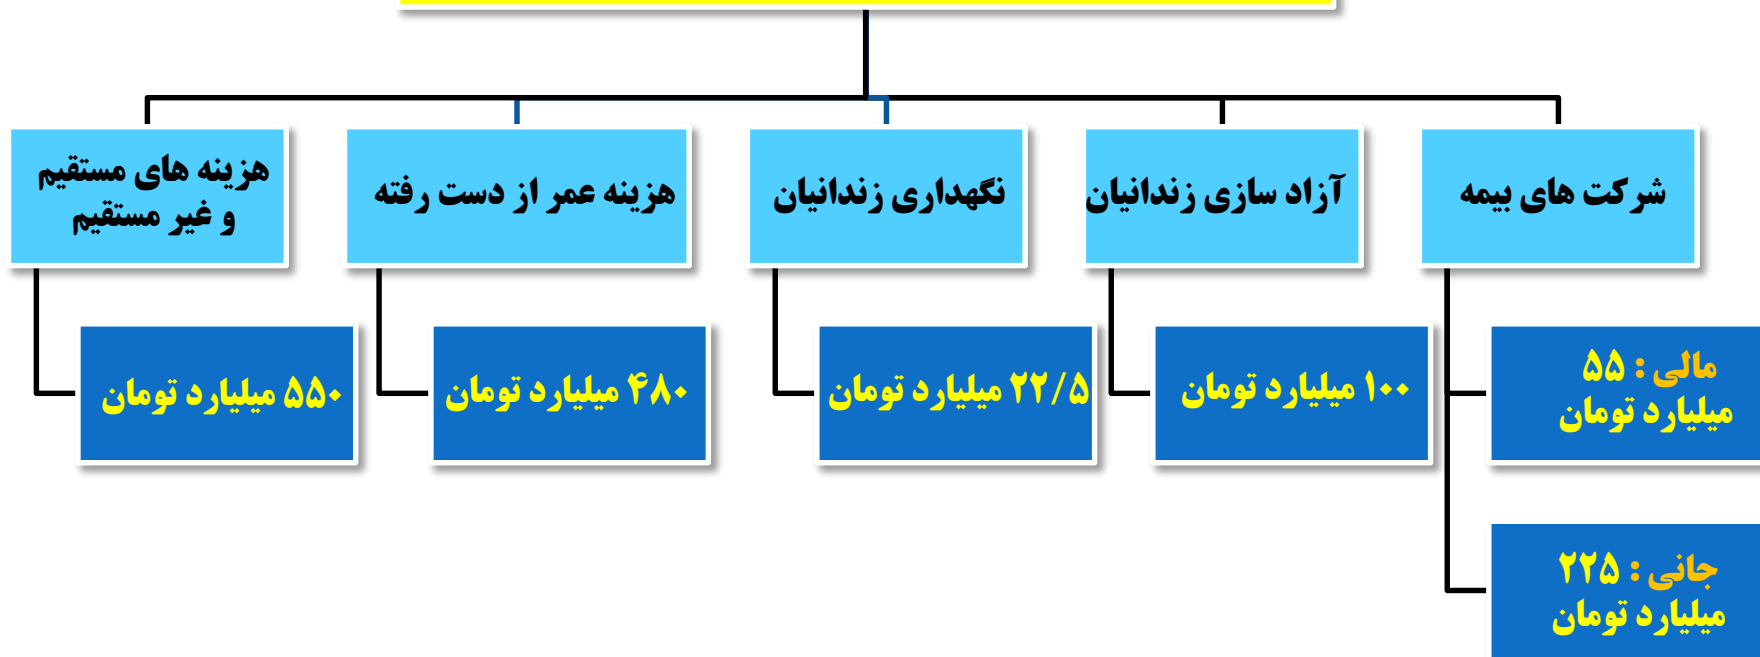 شرکت های بیمه
آزاد سازی زندانیان
نگهداری زندانیان
هزینه عمر از دست رفته
هزینه های مستقیم
و غیر مستقیم
مالی : ۵۵
میلیارد تومان
۱۰۰ میلیارد تومان
۲۲/۵ میلیارد تومان
۴۸۰ میلیارد تومان
۵۵۰ میلیارد تومان
جانی : ۲۲۵
میلیارد تومان